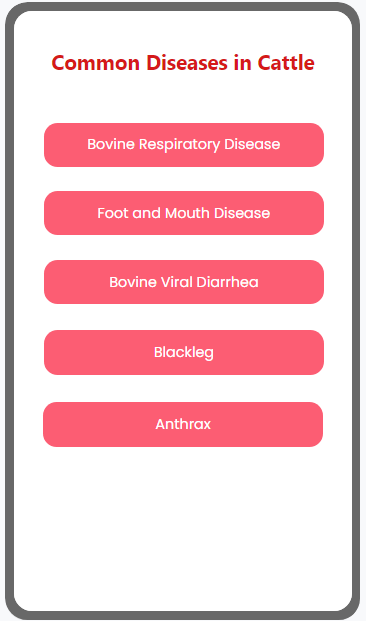 Common Diseases in Cattle
Bovine Respiratory Disease
Foot and Mouth Disease
Bovine Viral Diarrhea
Blackleg
Anthrax